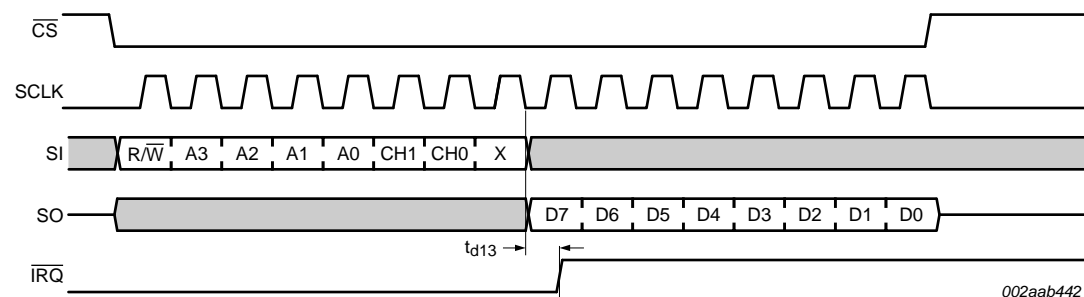 CS
SCLK
SI R/W A3 A2 A1 A0 CH1 CH0 X
SO D7 D6 D5 D4 D3 D2 D1 D0
td13
IRQ
002aab442